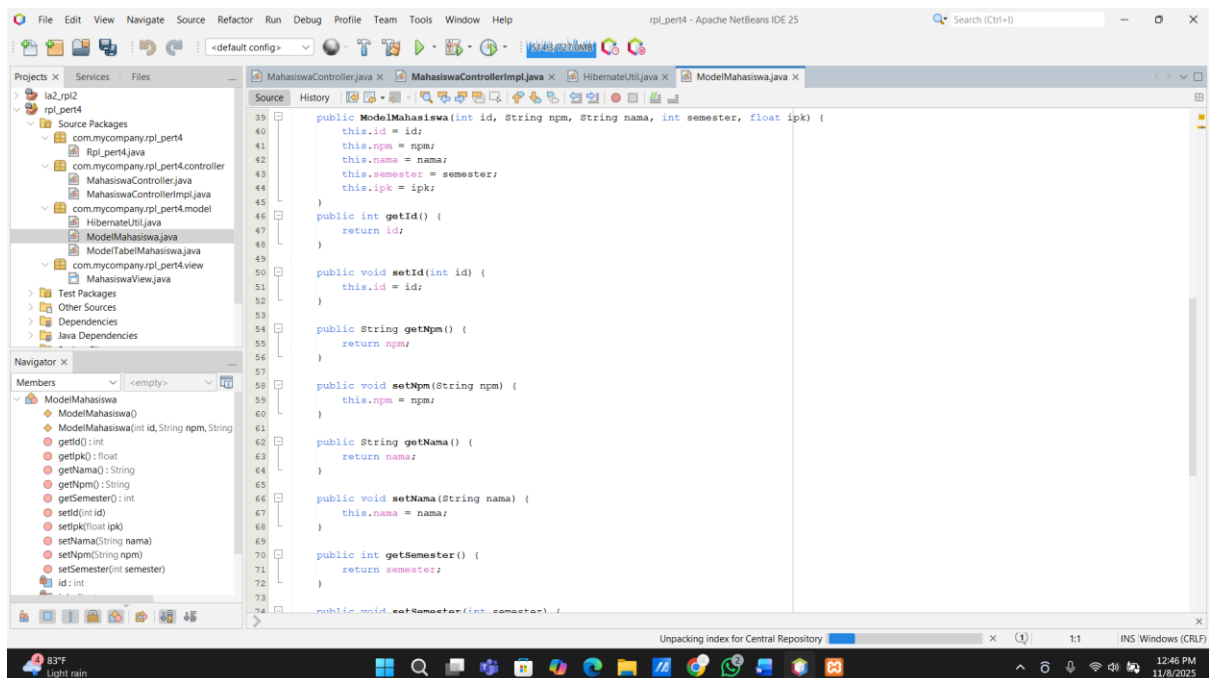 File Edit View Navigate Source Refactor Run Debug Profile Team Tools Window Help rpl_pert4 - Apache NetBeans IDE 25 Search (Ctrl+I)
<default config>
Projects × Services Files
MahasiswaController.java × MahasiswaControllerImpl.java × HibernateUtil.java × ModelMahasiswa.java ×
Source History
la2_rpl2
rpl_pert4
Source Packages
com.mycompany.rpl_pert4
Rpl_pert4.java
com.mycompany.rpl_pert4.controller
MahasiswaController.java
MahasiswaControllerImpl.java
com.mycompany.rpl_pert4.model
HibernateUtil.java
ModelMahasiswa.java
ModelTabelMahasiswa.java
com.mycompany.rpl_pert4.view
MahasiswaView.java
Test Packages
Other Sources
Dependencies
Java Dependencies
Navigator ×
Members <empty>
ModelMahasiswa
ModelMahasiswa()
ModelMahasiswa(int id, String npm, String
getId() : int
getIpk() : float
getNama() : String
getNpm() : String
getSemester() : int
setId(int id)
setIpk(float ipk)
setNama(String nama)
setNpm(String npm)
setSemester(int semester)
id : int
39 public ModelMahasiswa(int id, String npm, String nama, int semester, float ipk) {
40 this.id = id;
41 this.npm = npm;
42 this.nama = nama;
43 this.semester = semester;
44 this.ipk = ipk;
45 }
46 public int getId() {
47 return id;
48 }
49
50 public void setId(int id) {
51 this.id = id;
52 }
53
54 public String getNpm() {
55 return npm;
56 }
57
58 public void setNpm(String npm) {
59 this.npm = npm;
60 }
61
62 public String getNama() {
63 return nama;
64 }
65
66 public void setNama(String nama) {
67 this.nama = nama;
68 }
69
70 public int getSemester() {
71 return semester;
72 }
73
74 public void setSemester(int semester) {
Unpacking index for Central Repository (1) 1:1 INS Windows (CRLF)
4 83°F
Light rain
2
12:46 PM
11/8/2025